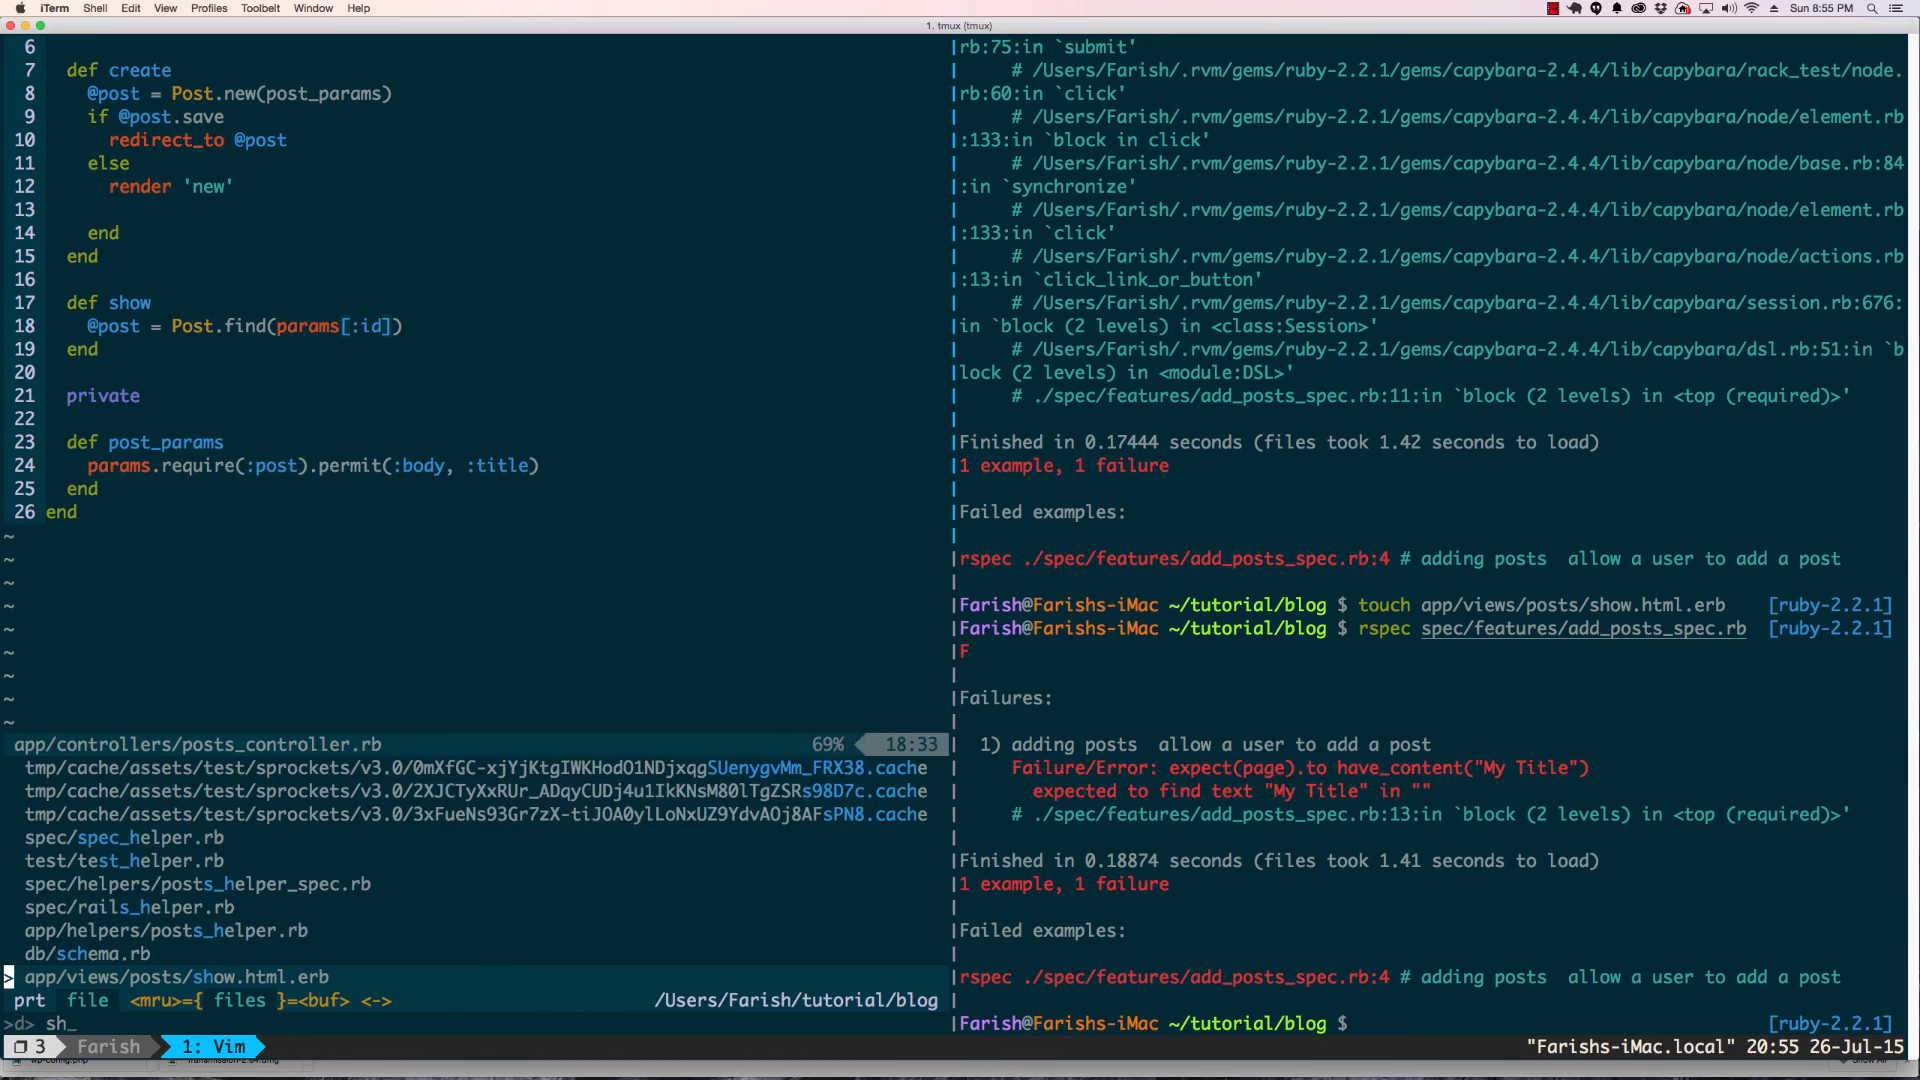 iTerm Shell Edit View Profiles Toolbelt Window Help
Sun 8:55 PM
1. tmux (tmux)
6
7 def create
8 @post = Post.new(post_params)
9 if @post.save
10 redirect_to @post
11 else
12 render 'new'
13
14 end
15 end
16
17 def show
18 @post = Post.find(params[:id])
19 end
20
21 private
22
23 def post_params
24 params.require(:post).permit(:body, :title)
25 end
26 end
~
~
~
~
~
~
~
~
~
app/controllers/posts_controller.rb 69% 18:33
tmp/cache/assets/test/sprockets/v3.0/0mXfGC-xjYjKtgIWKHodO1NDjxqgSUenygvMm_FRX38.cache
tmp/cache/assets/test/sprockets/v3.0/2XJCTyXxRUr_ADqyCUDj4u1IkKNsM80lTgZSRs98D7c.cache
tmp/cache/assets/test/sprockets/v3.0/3xFueNs93Gr7zX-tiJOA0ylLoNxUZ9YdvAOj8AFsPN8.cache
spec/spec_helper.rb
test/test_helper.rb
spec/helpers/posts_helper_spec.rb
spec/rails_helper.rb
app/helpers/posts_helper.rb
db/schema.rb
> app/views/posts/show.html.erb
prt file <mru>={ files }=<buf> <-> /Users/Farish/tutorial/blog
>d> sh_
rb:75:in `submit'
# /Users/Farish/.rvm/gems/ruby-2.2.1/gems/capybara-2.4.4/lib/capybara/rack_test/node.
rb:60:in `click'
# /Users/Farish/.rvm/gems/ruby-2.2.1/gems/capybara-2.4.4/lib/capybara/node/element.rb
:133:in `block in click'
# /Users/Farish/.rvm/gems/ruby-2.2.1/gems/capybara-2.4.4/lib/capybara/node/base.rb:84
:in `synchronize'
# /Users/Farish/.rvm/gems/ruby-2.2.1/gems/capybara-2.4.4/lib/capybara/node/element.rb
:133:in `click'
# /Users/Farish/.rvm/gems/ruby-2.2.1/gems/capybara-2.4.4/lib/capybara/node/actions.rb
:13:in `click_link_or_button'
# /Users/Farish/.rvm/gems/ruby-2.2.1/gems/capybara-2.4.4/lib/capybara/session.rb:676:
in `block (2 levels) in <class:Session>'
# /Users/Farish/.rvm/gems/ruby-2.2.1/gems/capybara-2.4.4/lib/capybara/dsl.rb:51:in `b
lock (2 levels) in <module:DSL>'
# ./spec/features/add_posts_spec.rb:11:in `block (2 levels) in <top (required)>'
Finished in 0.17444 seconds (files took 1.42 seconds to load)
1 example, 1 failure
Failed examples:
rspec ./spec/features/add_posts_spec.rb:4 # adding posts  allow a user to add a post
Farish@Farishs-iMac ~/tutorial/blog $ touch app/views/posts/show.html.erb [ruby-2.2.1]
Farish@Farishs-iMac ~/tutorial/blog $ rspec spec/features/add_posts_spec.rb [ruby-2.2.1]
F
Failures:
1) adding posts  allow a user to add a post
Failure/Error: expect(page).to have_content("My Title")
expected to find text "My Title" in ""
# ./spec/features/add_posts_spec.rb:13:in `block (2 levels) in <top (required)>'
Finished in 0.18874 seconds (files took 1.41 seconds to load)
1 example, 1 failure
Failed examples:
rspec ./spec/features/add_posts_spec.rb:4 # adding posts  allow a user to add a post
Farish@Farishs-iMac ~/tutorial/blog $ [ruby-2.2.1]
3 Farish 1: Vim "Farishs-iMac.local" 20:55 26-Jul-15